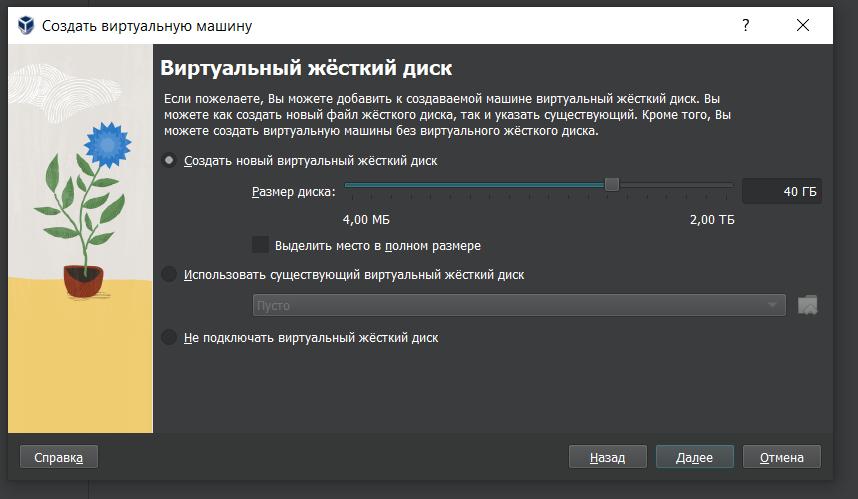 Создать виртуальную машину
?
Виртуальный жёсткий диск
Если пожелаете, Вы можете добавить к создаваемой машине виртуальный жёсткий диск. Вы
можете как создать новый файл жёсткого диска, так и указать существующий. Кроме того, Вы
можете создать виртуальную машины без виртуального жёсткого диска.
Создать новый виртуальный жёсткий диск
Размер диска:
40 ГБ
4,00 МБ
2,00 ТБ
Выделить место в полном размере
Использовать существующий виртуальный жёсткий диск
Пусто
Не подключать виртуальный жёсткий диск
Справка
Назад
Далее
Отмена